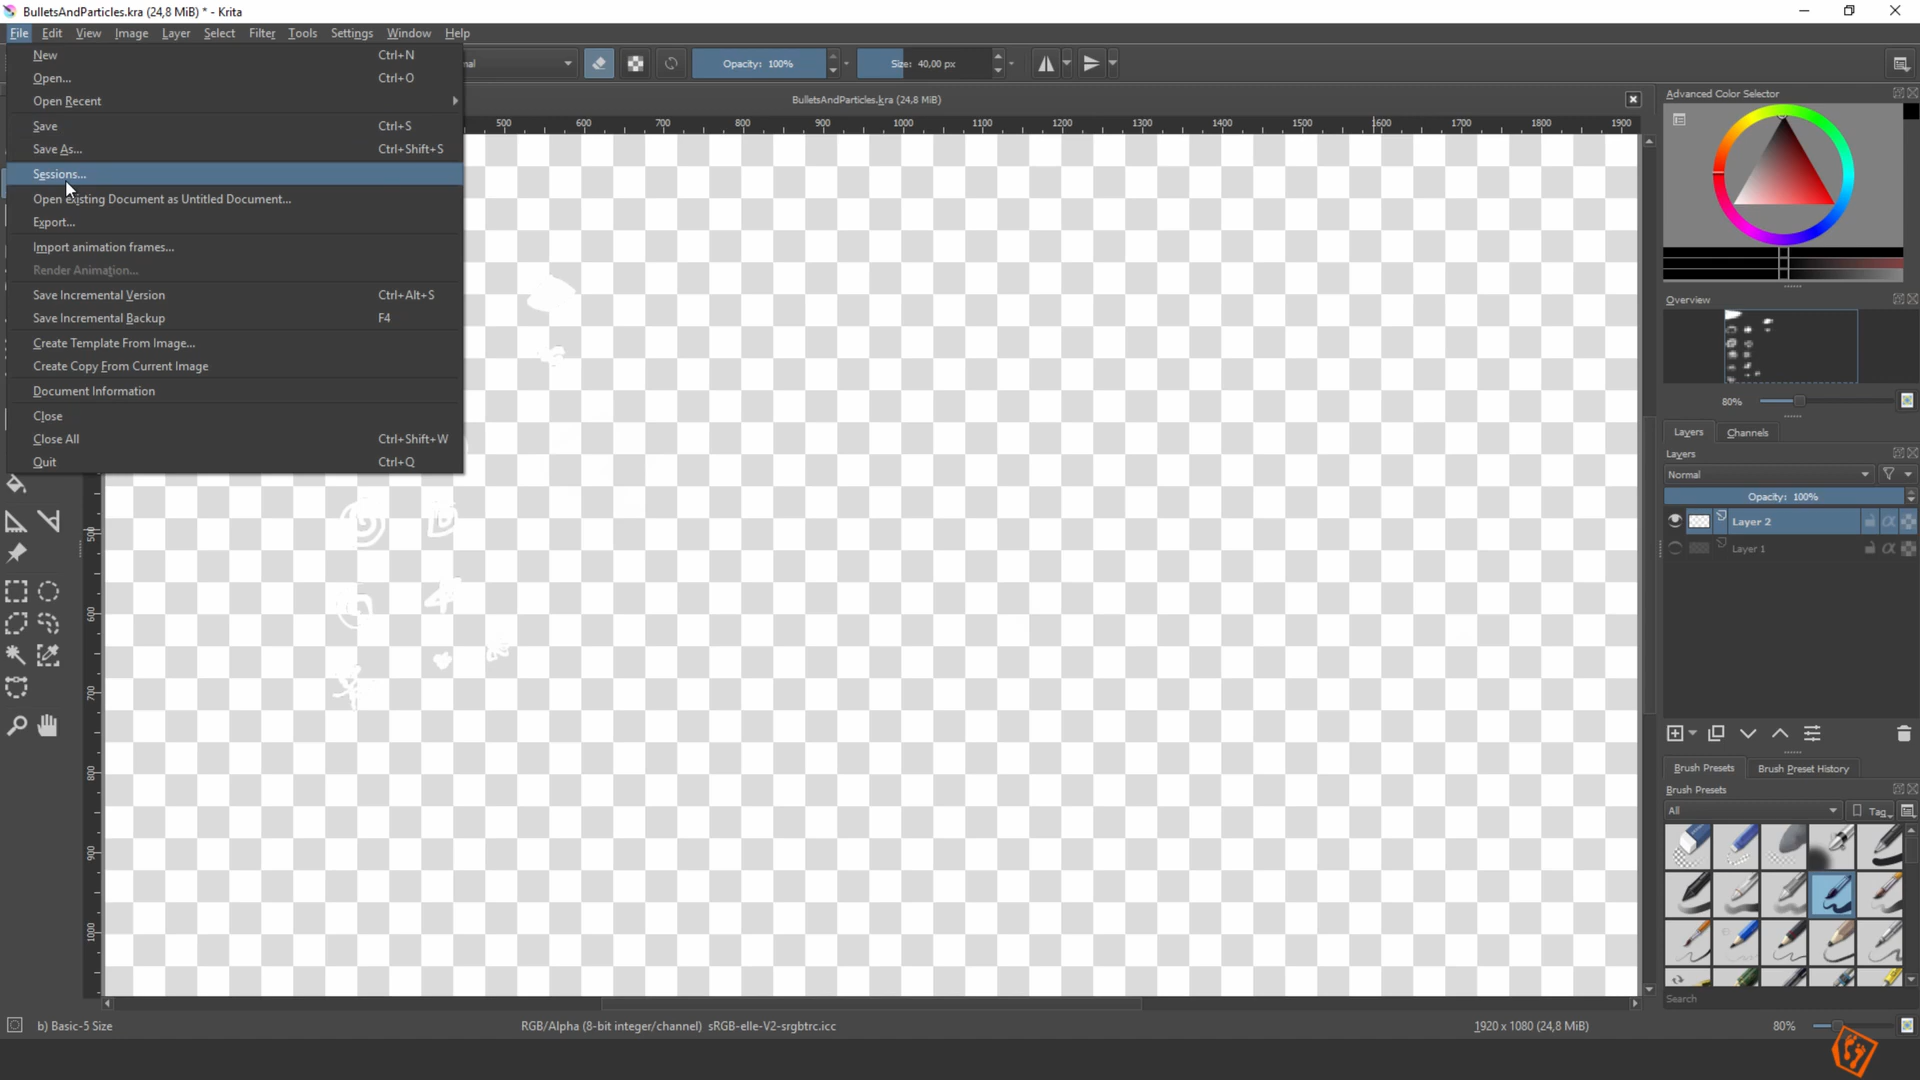 BulletsAndParticles.kra (24,8 MiB) * - Krita
File Edit View Image Layer Select Filter Tools Settings Window Help
New Ctrl+N
Open... Ctrl+O
Open Recent
Save Ctrl+S
Save As... Ctrl+Shift+S
Sessions...
Open existing Document as Untitled Document...
Export...
Import animation frames...
Render Animation...
Save Incremental Version Ctrl+Alt+S
Save Incremental Backup F4
Create Template From Image...
Create Copy From Current Image
Document Information
Close
Close All Ctrl+Shift+W
Quit Ctrl+Q
Opacity: 100%
Size: 40,00 px
BulletsAndParticles.kra (24,8 MiB)
500 600 700 800 900 1000 1100 1200 1300 1400 1500 1600 1700 1800 1900
500
600
700
800
900
1000
Advanced Color Selector
Overview
80%
Layers Channels
Layers
Normal
Opacity: 100%
Layer 2
Layer 1
Brush Presets Brush Preset History
Brush Presets
All Tag
Search
b) Basic-5 Size
RGB/Alpha (8-bit integer/channel) sRGB-elle-V2-srgbtrc.icc
1920 x 1080 (24,8 MiB)
80%